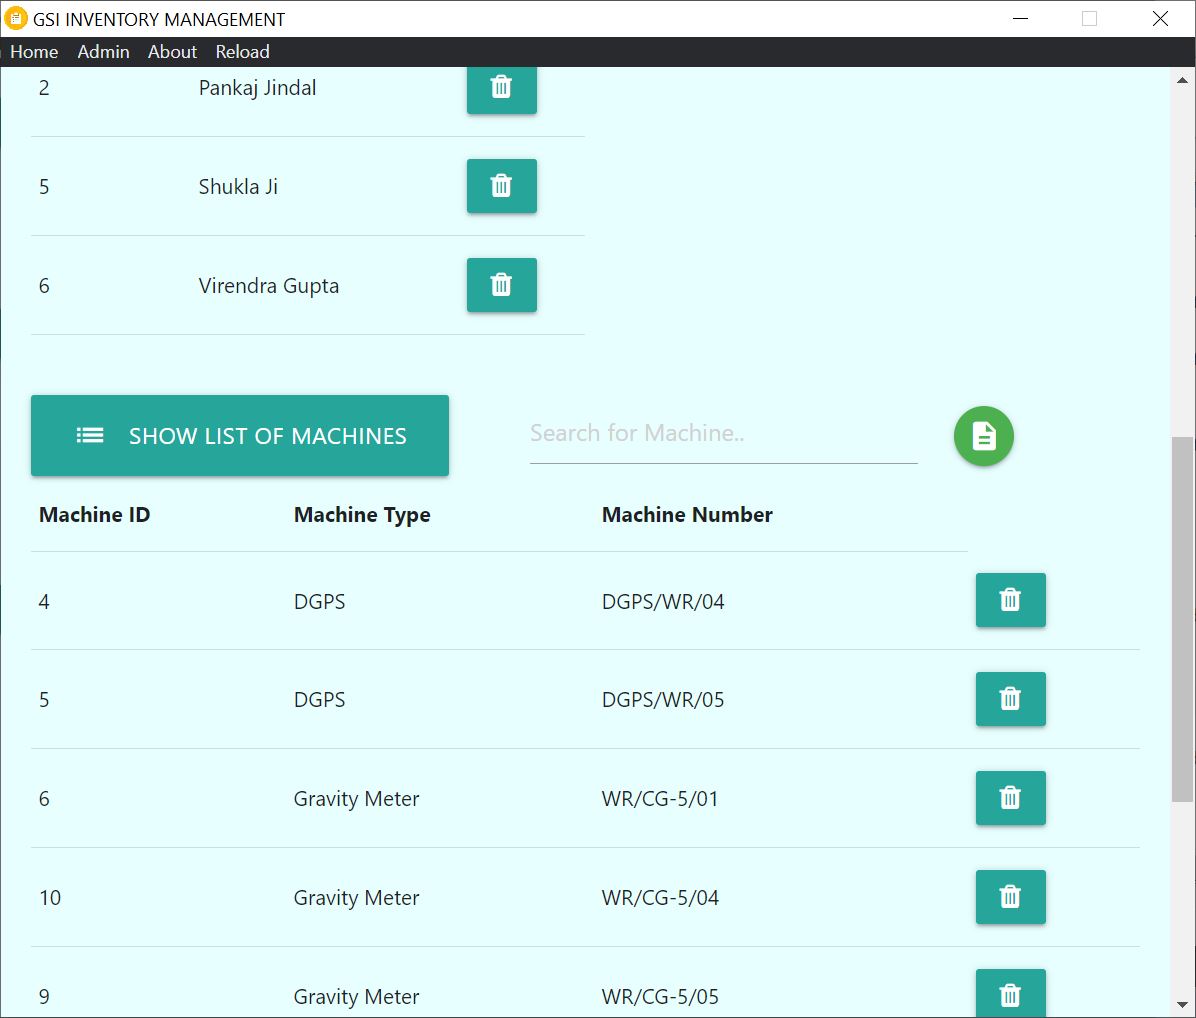 GSI INVENTORY MANAGEMENT
Home Admin About Reload
2 Pankaj Jindal
5 Shukla Ji
6 Virendra Gupta
SHOW LIST OF MACHINES Search for Machine..
Machine ID Machine Type Machine Number
4 DGPS DGPS/WR/04
5 DGPS DGPS/WR/05
6 Gravity Meter WR/CG-5/01
10 Gravity Meter WR/CG-5/04
9 Gravity Meter WR/CG-5/05